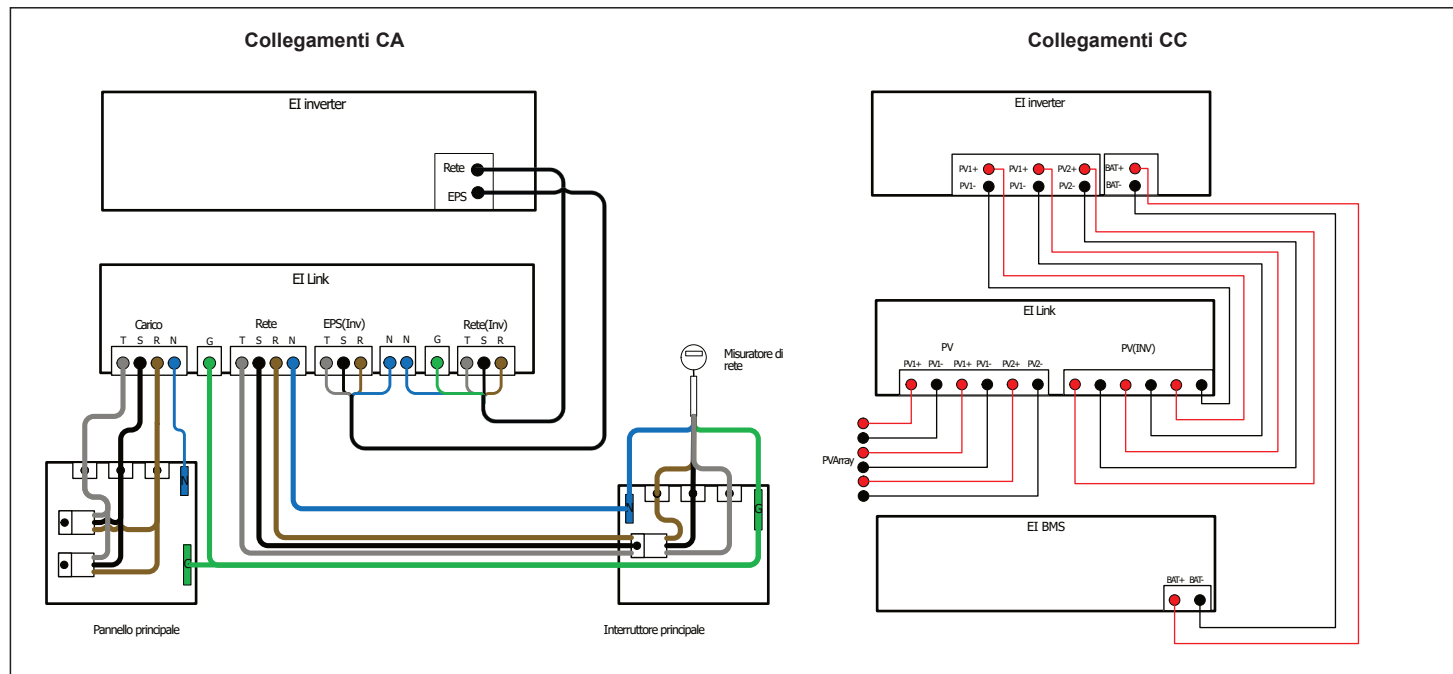 Collegamenti CA
EI inverter
Rete
EPS
EI Link
Carico
Rete
EPS(Inv)
Rete(Inv)
T S R N
G
T S R N
T S R
N N
G
T S R
Misuratore di
rete
N
G
N
G
Pannello principale
Interruttore principale
Collegamenti CC
EI inverter
PV1+ PV1+ PV2+ BAT+
PV1- PV1- PV2- BAT-
EI Link
PV
PV(INV)
PV1+ PV1- PV1+ PV1- PV2+ PV2-
PVArray
EI BMS
BAT+ BAT-